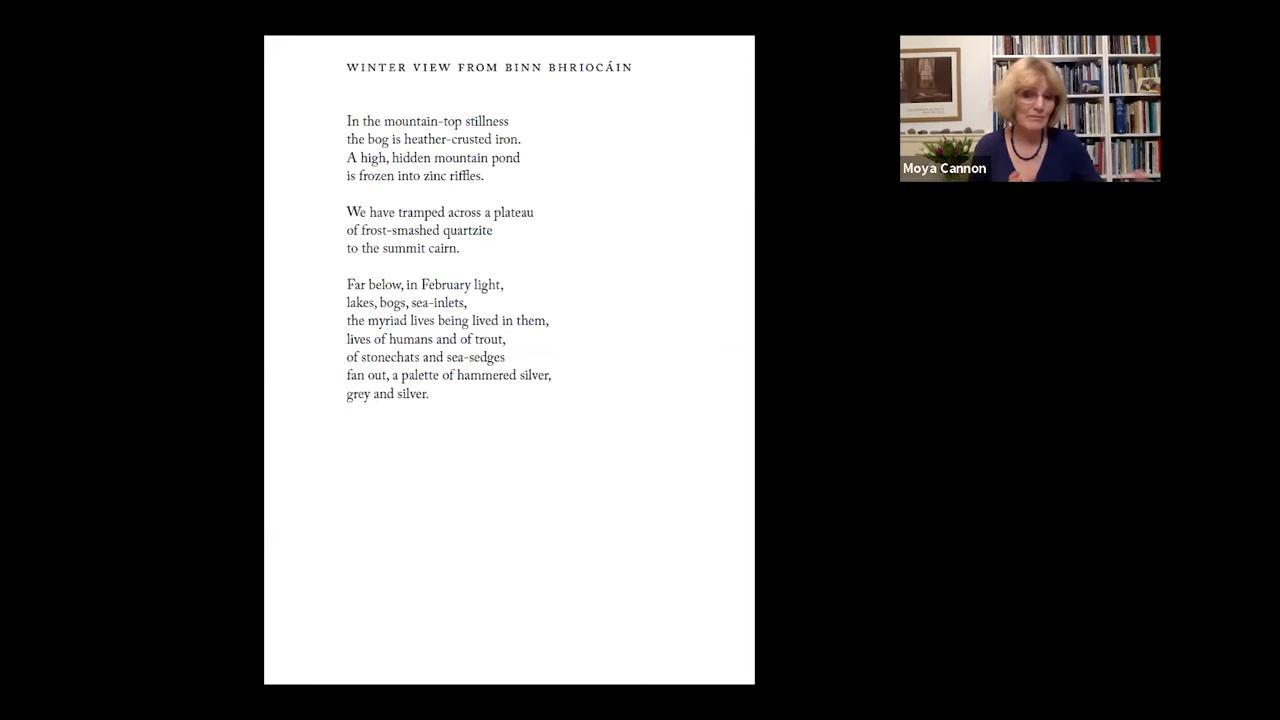 WINTER VIEW FROM BINN BHRIOCÁIN
In the mountain-top stillness
the bog is heather-crusted iron.
A high, hidden mountain pond
is frozen into zinc riffles.
We have tramped across a plateau
of frost-smashed quartzite
to the summit cairn.
Far below, in February light,
lakes, bogs, sea-inlets,
the myriad lives being lived in them,
lives of humans and of trout,
of stonechats and sea-sedges
fan out, a palette of hammered silver,
grey and silver.
Moya Cannon